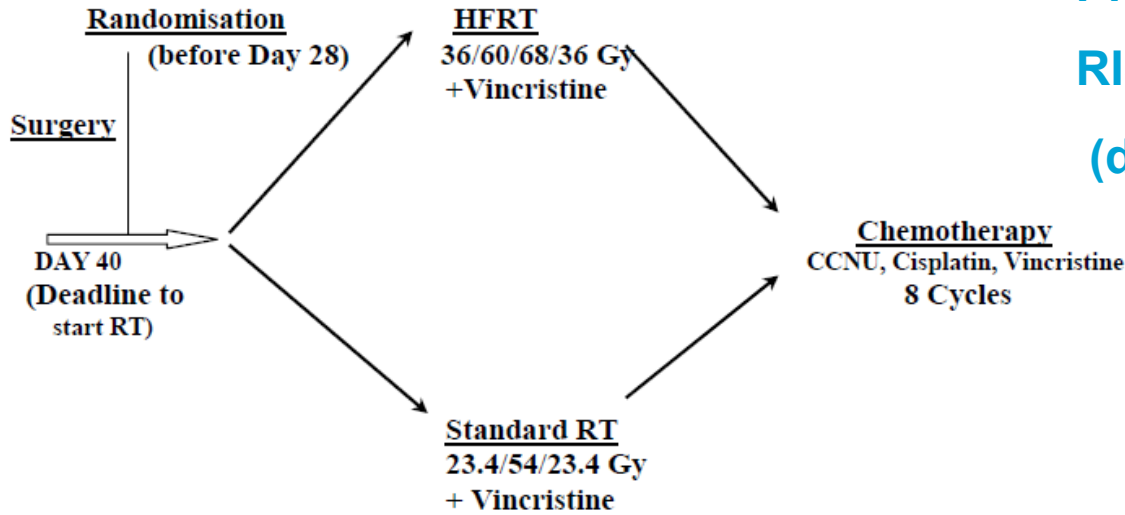 Randomisation
(before Day 28)
Surgery
DAY 40
(Deadline to
start RT)
HFRT
36/60/68/36 Gy
+Vincristine
Standard RT
23.4/54/23.4 Gy
+ Vincristine
Chemotherapy
CCNU, Cisplatin, Vincristine
8 Cycles
RI
(d